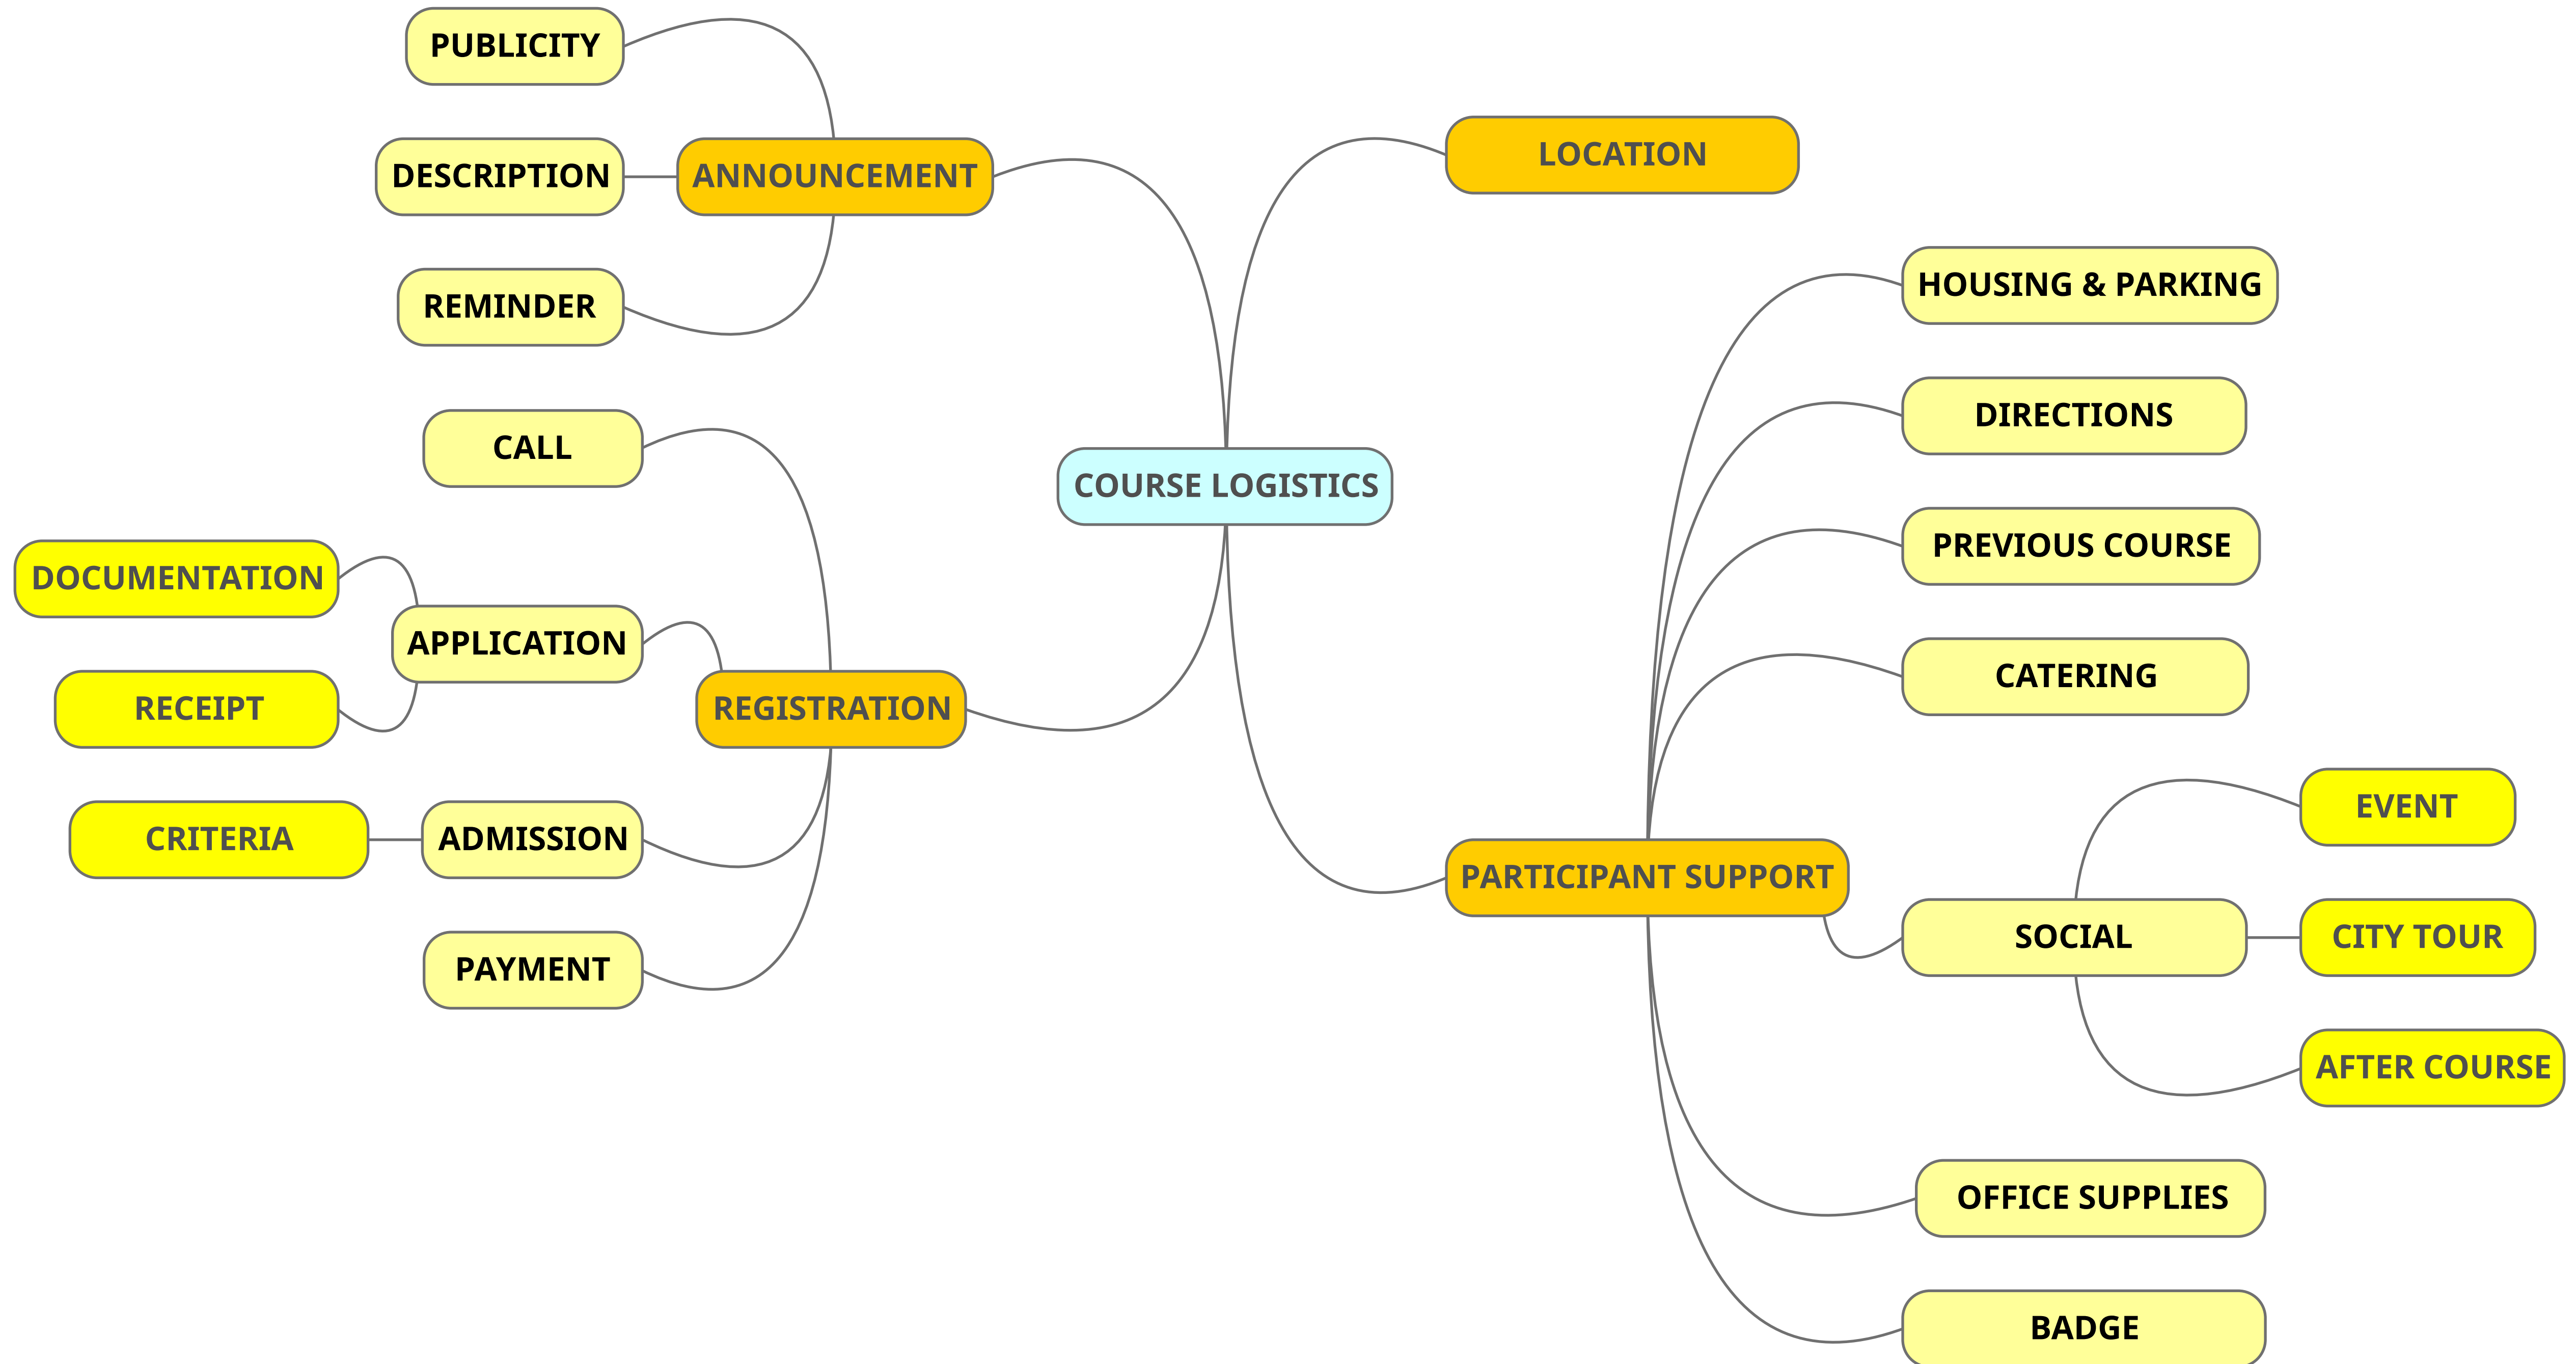 PUBLICITY
DESCRIPTION
ANNOUNCEMENT
REMINDER
CALL
DOCUMENTATION
APPLICATION
RECEIPT
REGISTRATION
CRITERIA
ADMISSION
PAYMENT
COURSE LOGISTICS
LOCATION
HOUSING & PARKING
DIRECTIONS
PREVIOUS COURSE
CATERING
PARTICIPANT SUPPORT
SOCIAL
EVENT
CITY TOUR
AFTER COURSE
OFFICE SUPPLIES
BADGE